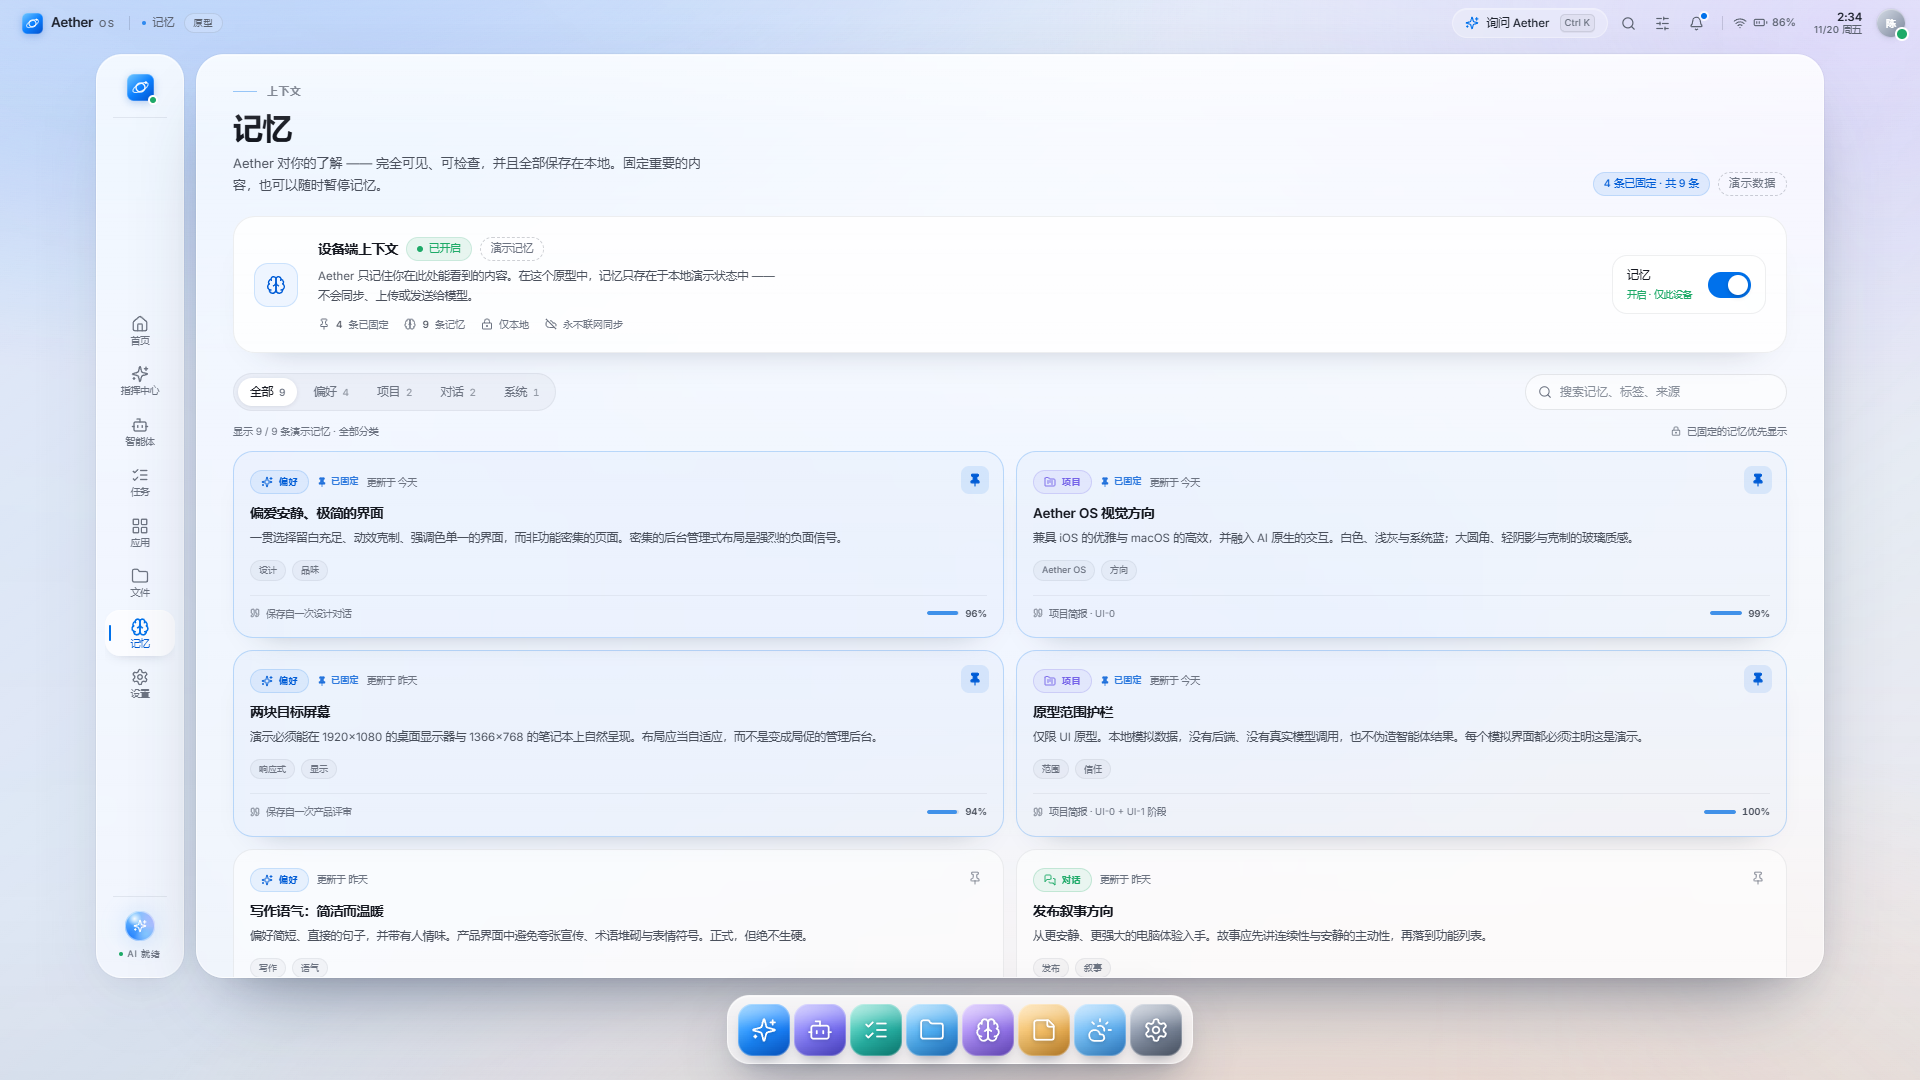 Aether OS
记忆
原型
询问 Aether
Ctrl K
86%
2:34
11/20 周五
陈
首页
指挥中心
智能体
任务
应用
文件
记忆
设置
AI 就绪
上下文
记忆
Aether 对你的了解 —— 完全可见、可检查，并且全部保存在本地。固定重要的内
容，也可以随时暂停记忆。
4 条已固定 · 共 9 条
演示数据
设备端上下文
已开启
演示记忆
Aether 只记住你在此处能看到的内容。在这个原型中，记忆只存在于本地演示状态中 ——
不会同步、上传或发送给模型。
4 条已固定
9 条记忆
仅本地
永不联网同步
记忆
开启 · 仅此设备
全部 9
偏好 4
项目 2
对话 2
系统 1
搜索记忆、标签、来源
显示 9 / 9 条演示记忆 · 全部分类
已固定的记忆优先显示
偏好
已固定
更新于 今天
偏爱安静、极简的界面
一贯选择留白充足、动效克制、强调色单一的界面，而非功能密集的页面。密集的后台管理式布局是强烈的负面信号。
设计
品味
保存自一次设计对话
96%
项目
已固定
更新于 今天
Aether OS 视觉方向
兼具 iOS 的优雅与 macOS 的高效，并融入 AI 原生的交互。白色、浅灰与系统蓝；大圆角、轻阴影与克制的玻璃质感。
Aether OS
方向
项目简报 · UI-0
99%
偏好
已固定
更新于 昨天
两块目标屏幕
演示必须能在 1920×1080 的桌面显示器与 1366×768 的笔记本上自然呈现。布局应当自适应，而不是变成局促的管理后台。
响应式
显示
保存自一次产品评审
94%
项目
已固定
更新于 今天
原型范围护栏
仅限 UI 原型。本地模拟数据，没有后端、没有真实模型调用，也不伪造智能体结果。每个模拟界面都必须注明这是演示。
范围
信任
项目简报 · UI-0 + UI-1 阶段
100%
偏好
更新于 昨天
写作语气：简洁而温暖
偏好简短、直接的句子，并带有人情味。产品界面中避免夸张宣传、术语堆砌与表情符号。正式，但绝不生硬。
写作
语气
对话
更新于 昨天
发布叙事方向
从更安静、更强大的电脑体验入手。故事应先讲连续性与安静的主动性，再落到功能列表。
发布
叙事